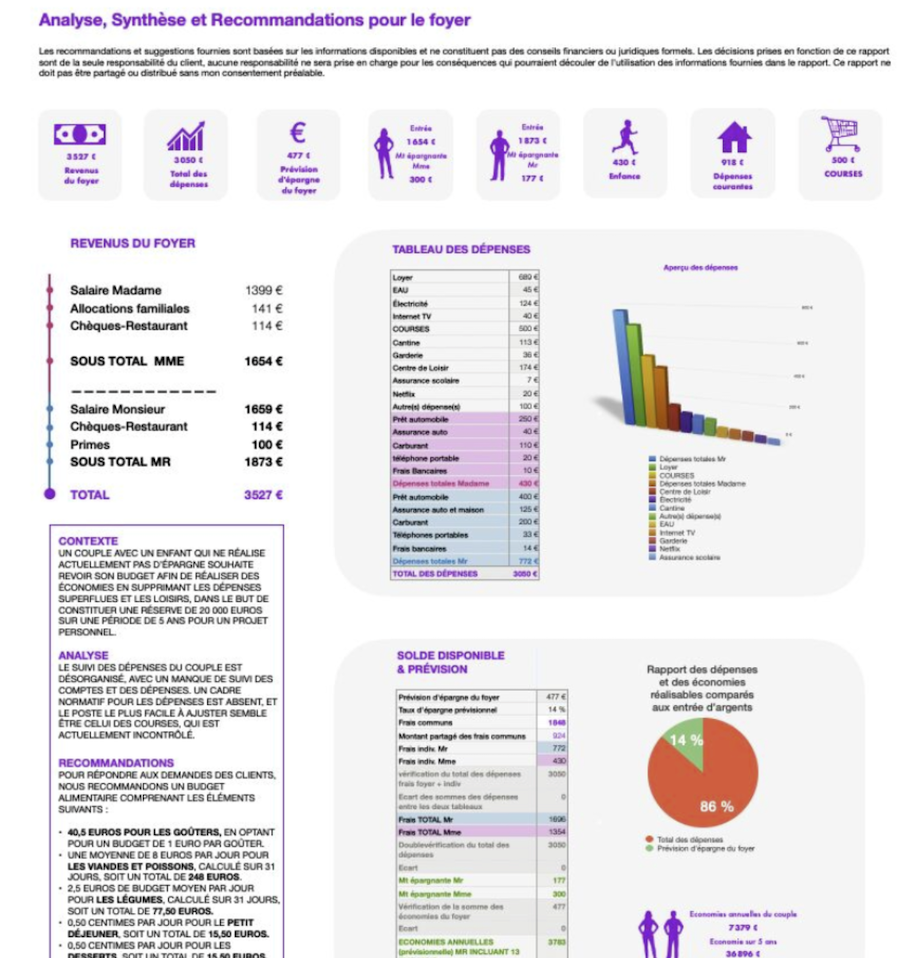 Analyse, Synthèse et Recommandations pour le foyer
Les recommandations et suggestions fournies sont basées sur les informations disponibles et ne constituent pas des conseils financiers ou juridiques formels. Les décisions prises en fonction de ce rapport
sont de la seule responsabilité du client, aucune responsabilité ne sera prise en charge pour les conséquences qui pourraient découler de l'utilisation des informations fournies dans le rapport. Ce rapport ne
doit pas être partagé ou distribué sans mon consentement préalable.
3527 €
Revenus
du foyer
3050 €
Total des
dépenses
€
477 €
Prévision
d'épargne
du foyer
Entrée
1654 €
Mt épargnante
Mme
300 €
Entrée
1873 €
Mt épargnante
Mr
177 €
430 €
Enfance
918 €
Dépenses
courantes
500 €
COURSES
REVENUS DU FOYER
Salaire Madame 1399 €
Allocations familiales 141 €
Chèques-Restaurant 114 €
SOUS TOTAL MME 1654 €
Salaire Monsieur 1659 €
Chèques-Restaurant 114 €
Primes 100 €
SOUS TOTAL MR 1873 €
TOTAL 3527 €
CONTEXTE
UN COUPLE AVEC UN ENFANT QUI NE RÉALISE
ACTUELLEMENT PAS D'ÉPARGNE SOUHAITE
REVOIR SON BUDGET AFIN DE RÉALISER DES
ÉCONOMIES EN SUPPRIMANT LES DÉPENSES
SUPERFLUES ET LES LOISIRS, DANS LE BUT DE
CONSTITUER UNE RÉSERVE DE 20 000 EUROS
SUR UNE PÉRIODE DE 5 ANS POUR UN PROJET
PERSONNEL.
ANALYSE
LE SUIVI DES DÉPENSES DU COUPLE EST
DÉSORGANISÉ, AVEC UN MANQUE DE SUIVI DES
COMPTES ET DES DÉPENSES. UN CADRE
NORMATIF POUR LES DÉPENSES EST ABSENT, ET
LE POSTE LE PLUS FACILE À AJUSTER SEMBLE
ÊTRE CELUI DES COURSES, QUI EST
ACTUELLEMENT INCONTRÔLÉ.
RECOMMANDATIONS
POUR RÉPONDRE AUX DEMANDES DES CLIENTS,
NOUS RECOMMANDONS UN BUDGET
ALIMENTAIRE COMPRENANT LES ÉLÉMENTS
SUIVANTS :
• 40,5 EUROS POUR LES GOÛTERS, EN OPTANT
POUR UN BUDGET DE 1 EURO PAR GOÛTER.
• UNE MOYENNE DE 8 EUROS PAR JOUR POUR
LES VIANDES ET POISSONS, CALCULÉ SUR 31
JOURS, SOIT UN TOTAL DE 248 EUROS.
• 2,5 EUROS DE BUDGET MOYEN PAR JOUR
POUR LES LÉGUMES, CALCULÉ SUR 31 JOURS,
SOIT UN TOTAL DE 77,50 EUROS.
• 0,50 CENTIMES PAR JOUR POUR LE PETIT
DÉJEUNER, SOIT UN TOTAL DE 15,50 EUROS.
• 0,50 CENTIMES PAR JOUR POUR LES
DESSERTS, SOIT UN TOTAL DE 15,50 EUROS
TABLEAU DES DÉPENSES
Loyer 689 €
EAU 45 €
Électricité 124 €
Internet TV 40 €
COURSES 500 €
Cantine 113 €
Garderie 36 €
Centre de Loisir 174 €
Assurance scolaire 7 €
Netflix 20 €
Autre(s) dépense(s) 100 €
Prêt automobile 250 €
Assurance auto 40 €
Carburant 110 €
téléphone portable 20 €
Frais Bancaires 10 €
Dépenses totales Madame 430 €
Prêt automobile 400 €
Assurance auto et maison 125 €
Carburant 200 €
Téléphones portables 33 €
Frais bancaires 14 €
Dépenses totales Mr 772 €
TOTAL DES DÉPENSES 3050 €
Aperçu des dépenses
Dépenses totales Mr
Loyer
COURSES
Dépenses totales Madame
Centre de Loisir
Électricité
Cantine
Autre(s) dépense(s)
EAU
Internet TV
Garderie
Netflix
Assurance scolaire
SOLDE DISPONIBLE
& PRÉVISION
Prévision d'épargne du foyer 477 €
Taux d'épargne prévisionnel 14 %
Frais communs 1848
Montant partagé des frais communs 924
Frais indiv. Mr 772
Frais indiv. Mme 430
vérification du total des dépenses 3050
frais foyer + indiv
Ecart des sommes des dépenses 0
entre les deux tableaux
Frais TOTAL Mr 1696
Frais TOTAL Mme 1354
Doublevérification du total des 3050
dépenses
Ecart 0
Mt épargnante Mr 177
Mt épargnante Mme 300
Vérification de la somme des 477
économies du foyer
Ecart 0
ECONOMIES ANNUELLES 3783
(prévisionnelle) MR INCLUANT 13
Rapport des dépenses
et des économies
réalisables comparés
aux entrée d'argents
14 %
86 %
Total des dépenses
Prévision d'épargne du foyer
Economies annuelles du couple
7379 €
Economie sur 5 ans
36896 €